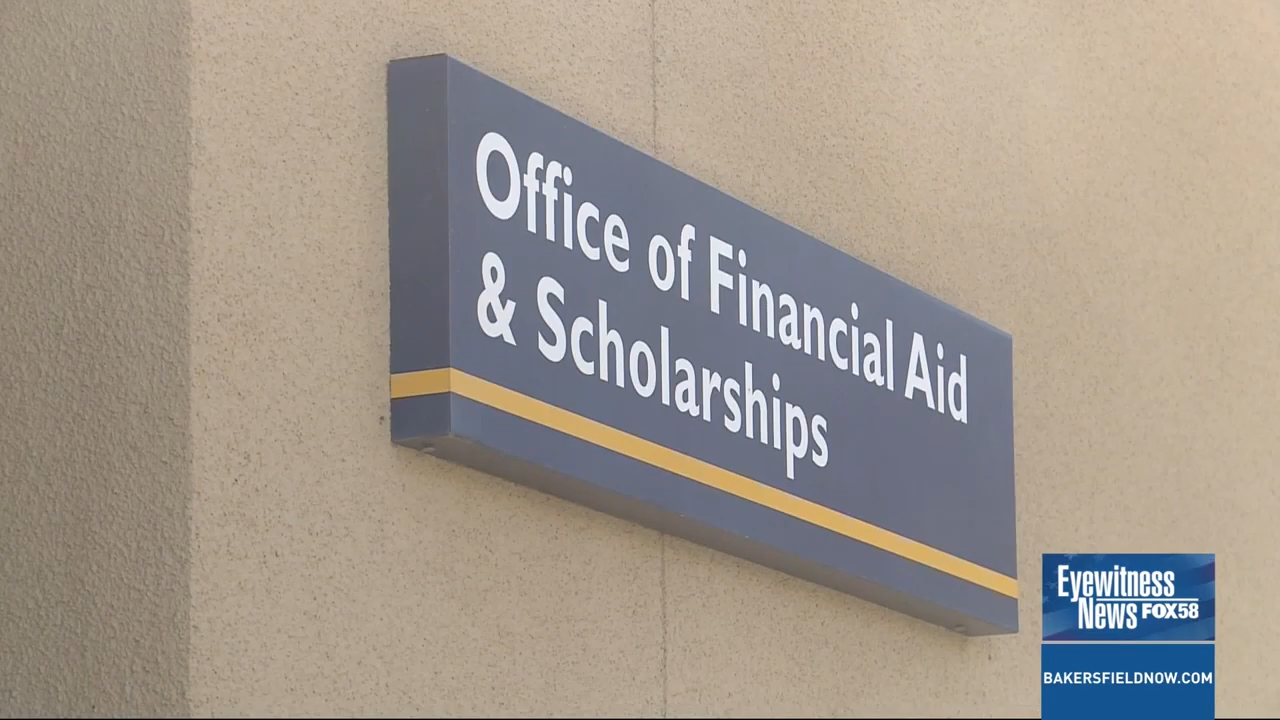 Office of Financial Aid
& Scholarships
Eyewitness
News FOX58
BAKERSFIELDNOW.COM